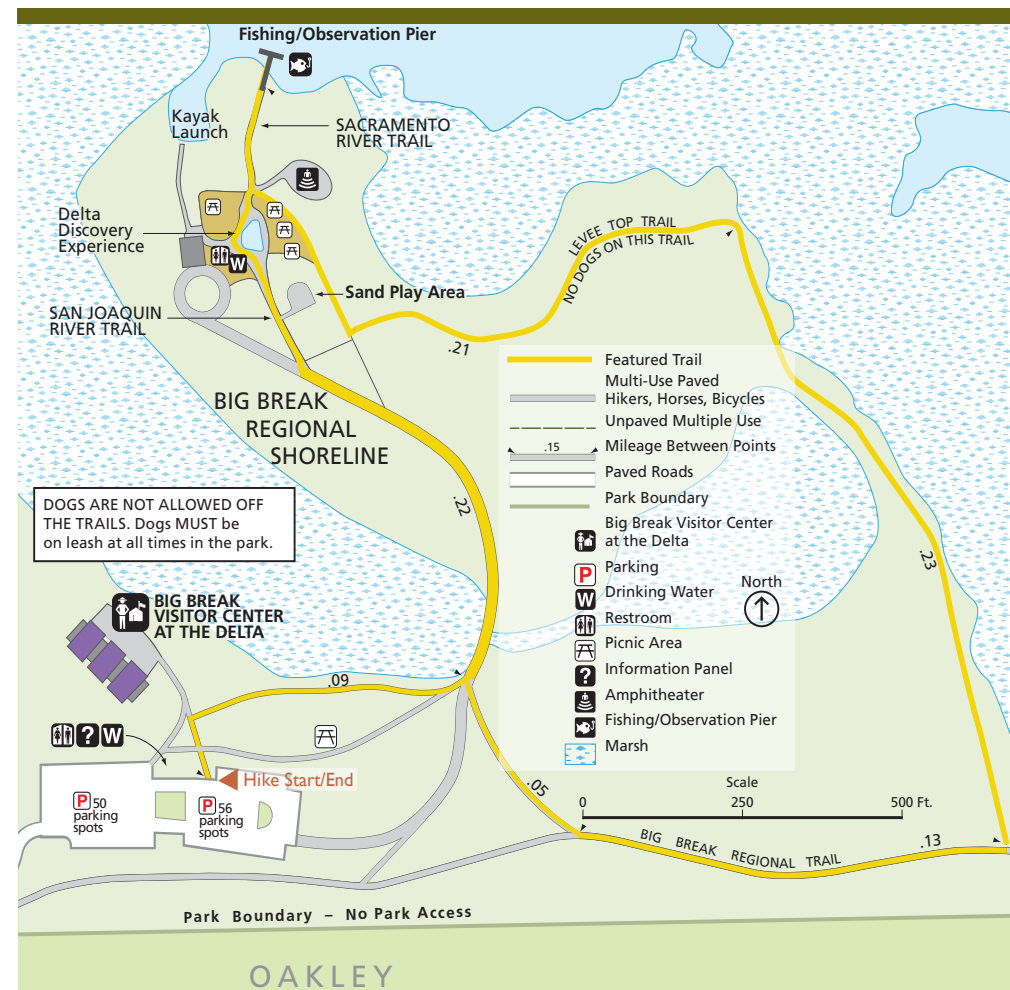 Fishing/Observation Pier
Kayak
Launch
SACRAMENTO
RIVER TRAIL
Delta
Discovery
Experience
W
LEVEE TOP TRAIL
NO DOGS ON THIS TRAIL
Sand Play Area
SAN JOAQUIN
RIVER TRAIL
.21
BIG BREAK
REGIONAL
SHORELINE
.22
.23
Featured Trail
Multi-Use Paved
Hikers, Horses, Bicycles
Unpaved Multiple Use
.15
Mileage Between Points
Paved Roads
Park Boundary
Big Break Visitor Center
at the Delta
P
Parking
W
Drinking Water
Restroom
Picnic Area
?
Information Panel
Amphitheater
Fishing/Observation Pier
Marsh
North
DOGS ARE NOT ALLOWED OFF
THE TRAILS. Dogs MUST be
on leash at all times in the park.
BIG BREAK
VISITOR CENTER
AT THE DELTA
.09
? W
Hike Start/End
P 50
parking
spots
P 56
parking
spots
.05
Scale
0 250 500 Ft.
BIG BREAK REGIONAL TRAIL
.13
Park Boundary – No Park Access
OAKLEY